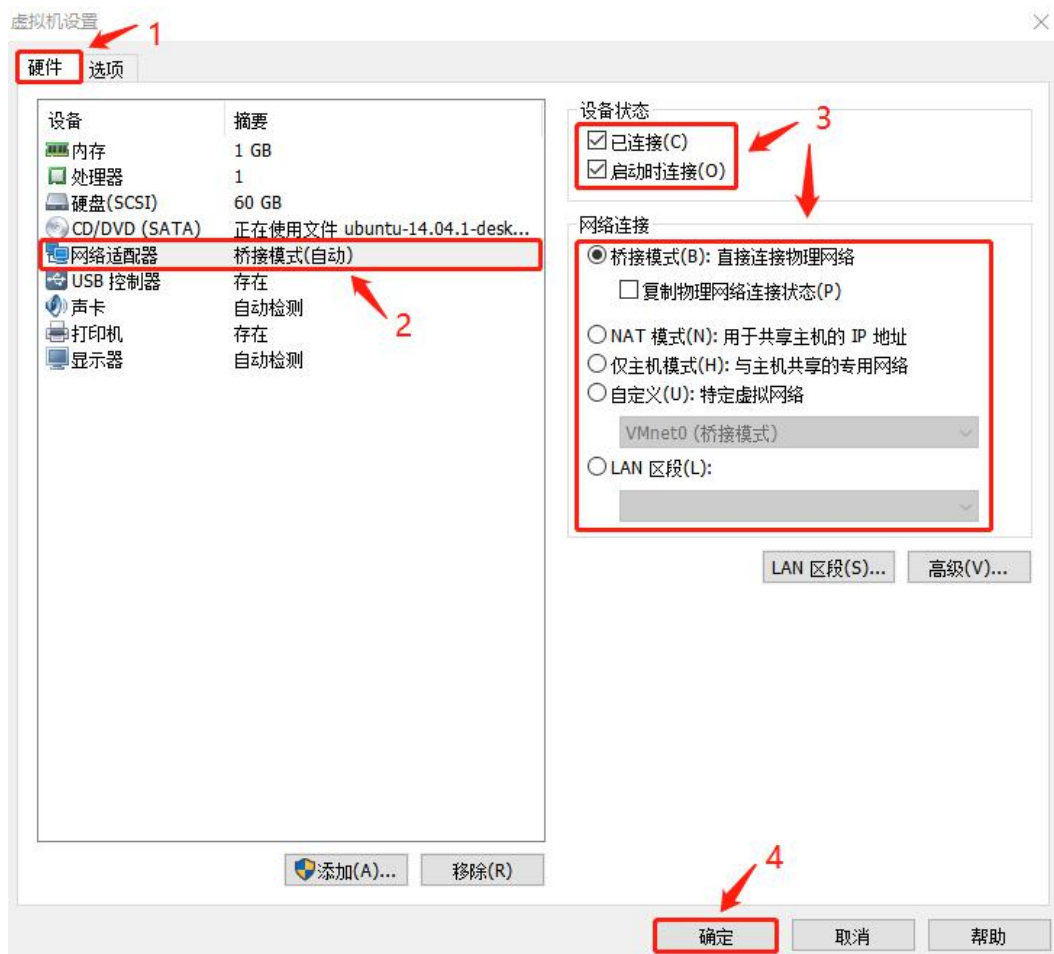 虚拟机设置
1
硬件 选项
设备 摘要
内存 1 GB
处理器 1
硬盘(SCSI) 60 GB
CD/DVD (SATA) 正在使用文件 ubuntu-14.04.1-desk...
网络适配器 桥接模式(自动)
USB 控制器 存在
声卡 自动检测
打印机 存在
显示器 自动检测
2
设备状态
3
已连接(C)
启动时连接(O)
网络连接
桥接模式(B): 直接连接物理网络
复制物理网络连接状态(P)
NAT 模式(N): 用于共享主机的 IP 地址
仅主机模式(H): 与主机共享的专用网络
自定义(U): 特定虚拟网络
VMnet0 (桥接模式)
LAN 区段(L):
LAN 区段(S)... 高级(V)...
添加(A)... 移除(R)
4
确定 取消 帮助